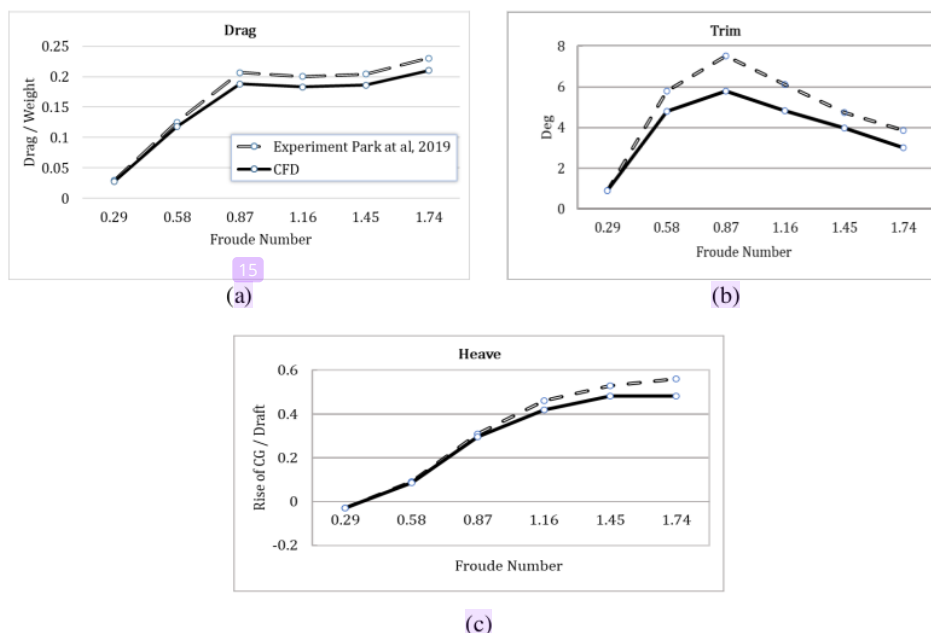 Drag
0.25
0.2
0.15
0.1
0.05
0
Drag / Weight
Experiment Park at al, 2019
CFD
0.29 0.58 0.87 1.16 1.45 1.74
Froude Number
15
(a)
Trim
8
6
4
2
0
Deg
0.29 0.58 0.87 1.16 1.45 1.74
Froude Number
(b)
Heave
0.6
0.4
0.2
0
-0.2
Rise of CG / Draft
0.29 0.58 0.87 1.16 1.45 1.74
Froude Number
(c)